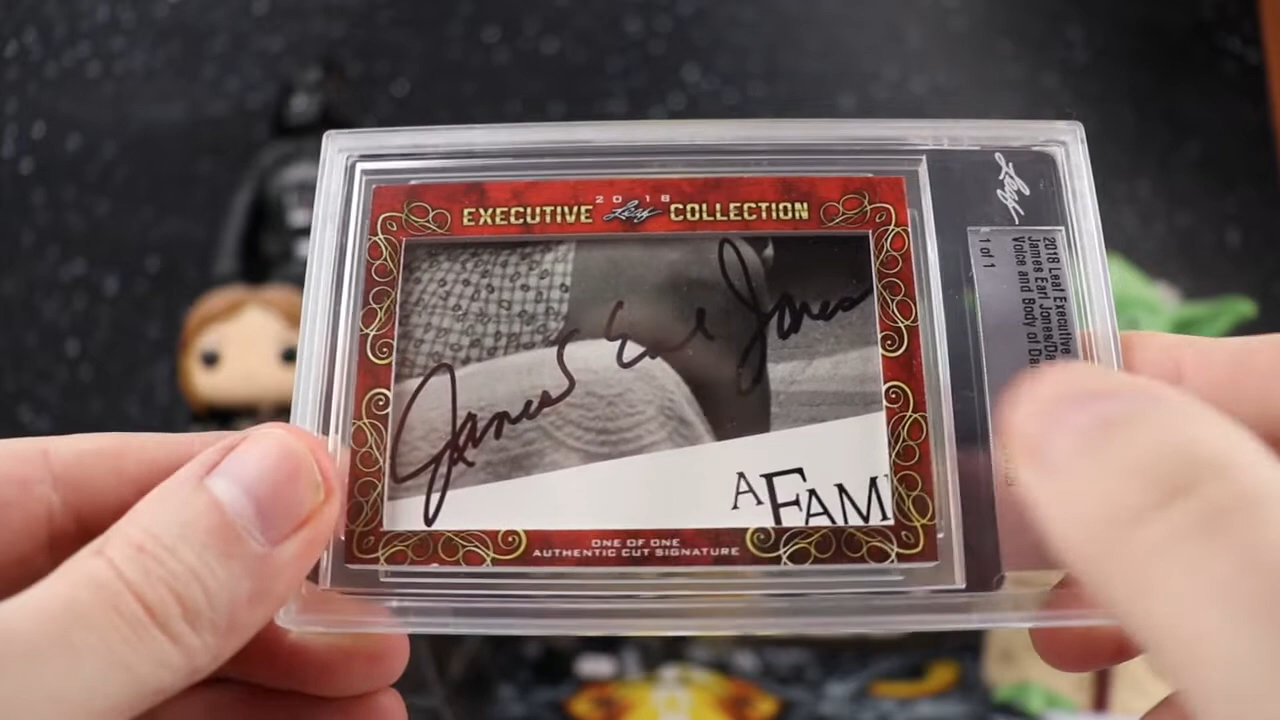 2018
EXECUTIVE Leaf COLLECTION
James Earl Jones
A FAM
ONE OF ONE
AUTHENTIC CUT SIGNATURE
Leaf
2018 Leaf Executive
James Earl Jones/Da
Voice and Body of Da
1 of 1